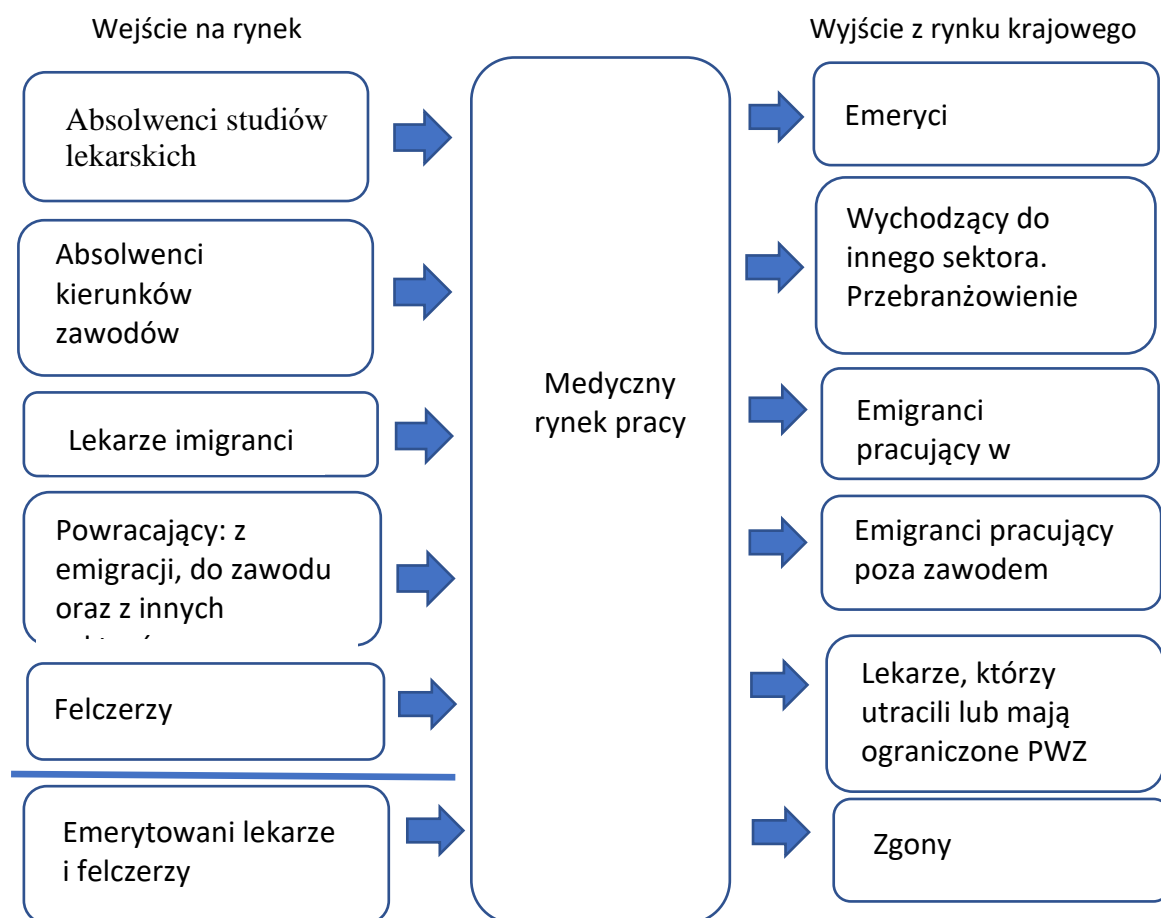 Wejście na rynek
Wyjście z rynku krajowego
Absolwenci studiów
lekarskich
Absolwenci
kierunków
zawodów
Lekarze imigranci
Powracający: z
emigracji, do zawodu
oraz z innych
Felczerzy
Emerytowani lekarze
i felczerzy
Medyczny
rynek pracy
Emeryci
Wychodzący do
innego sektora.
Przebranżowienie
Emigranci
pracujący w
Emigranci pracujący
poza zawodem
Lekarze, którzy
utracili lub mają
ograniczone PWZ
Zgony